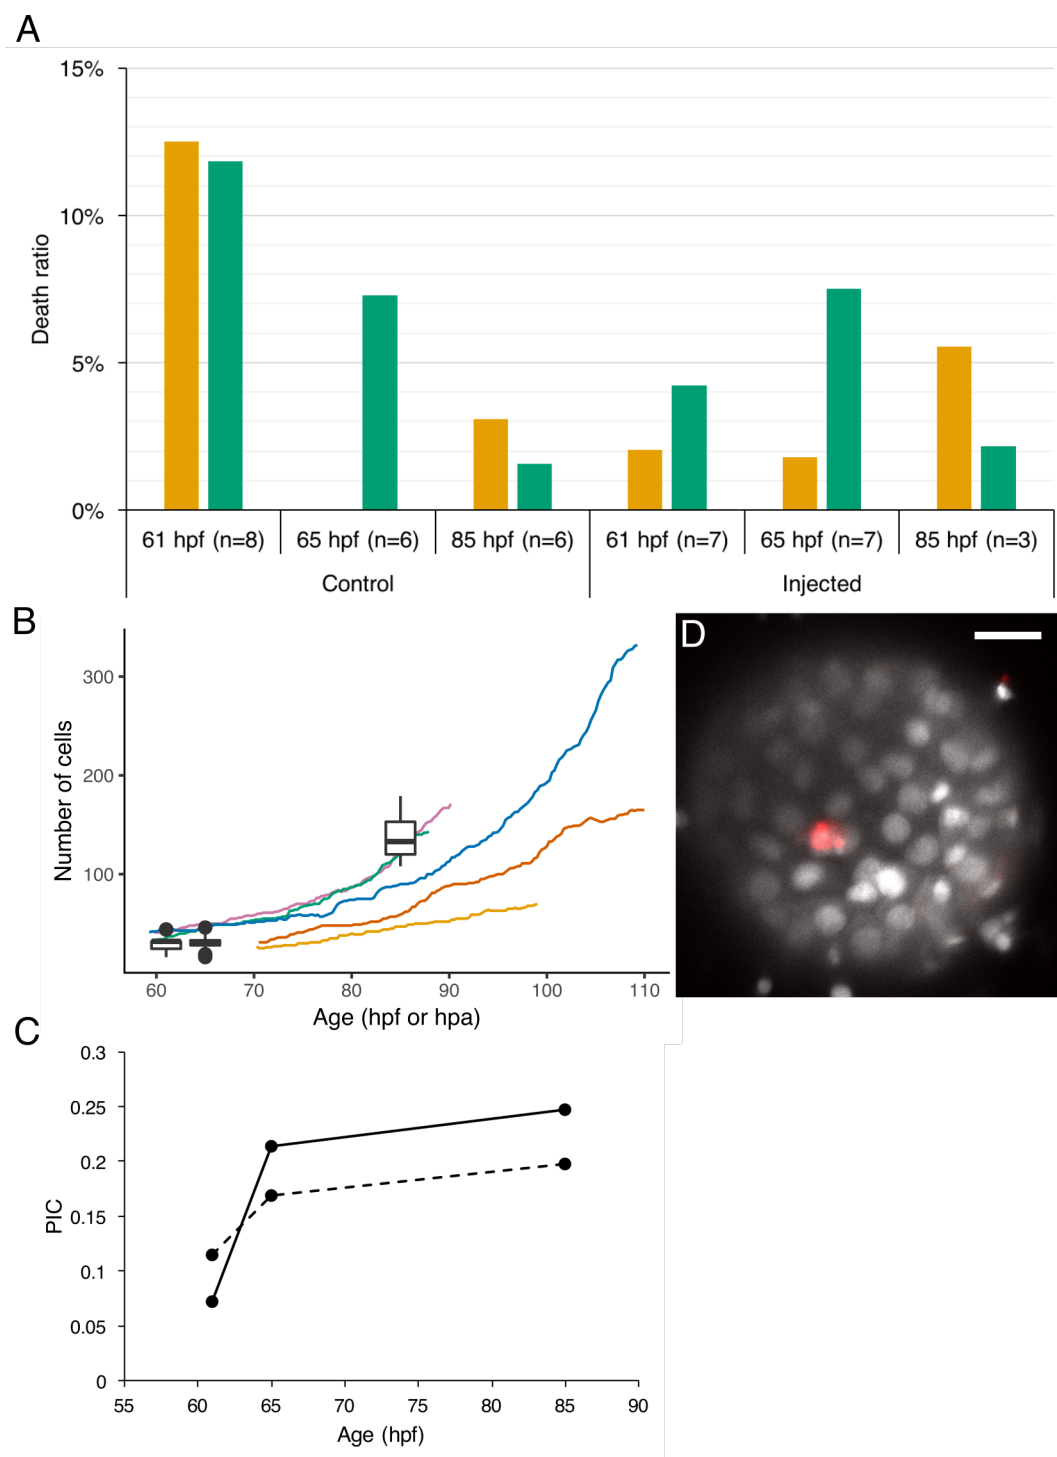 A
15%
10%
5%
0%
Death ratio
61 hpf (n=8) 65 hpf (n=6) 85 hpf (n=6) 61 hpf (n=7) 65 hpf (n=7) 85 hpf (n=3)
Control Injected
B
300
200
100
Number of cells
60 70 80 90 100 110
Age (hpf or hpa)
D
C
0.3
0.25
0.2
0.15
0.1
0.05
0
PIC
55 60 65 70 75 80 85 90
Age (hpf)